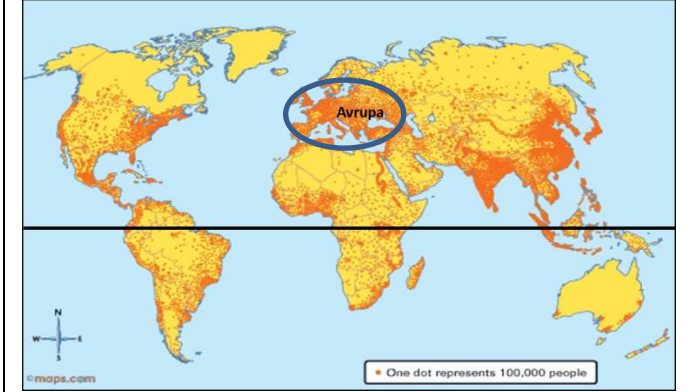 Avrupa
N
W E
S
©maps.com
One dot represents 100,000 people